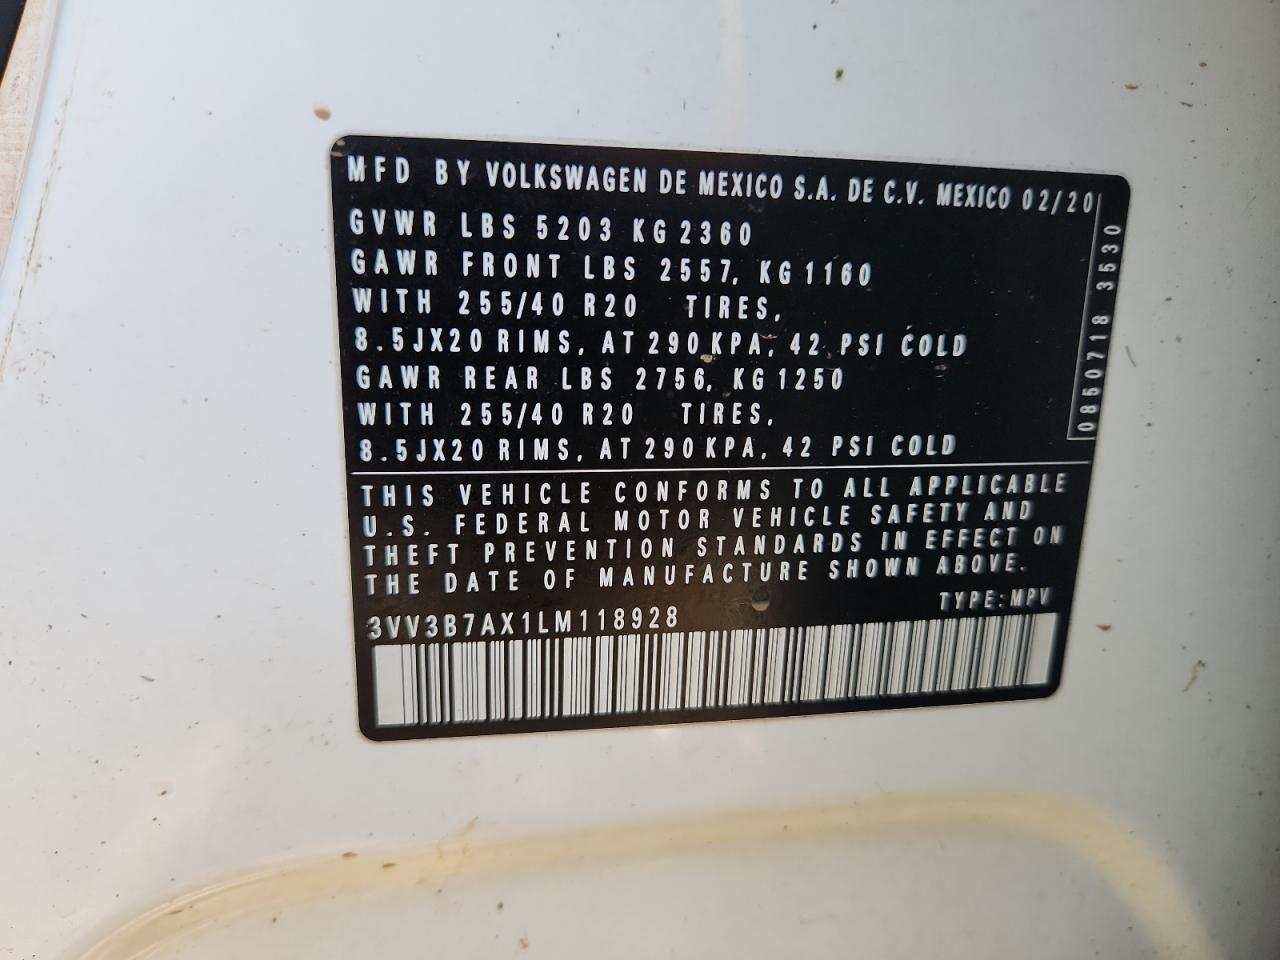 MFD BY VOLKSWAGEN DE MEXICO S.A. DE C.V. MEXICO 02/20
GVWR LBS 5203 KG 2360
GAWR FRONT LBS 2557, KG 1160
WITH 255/40 R20 TIRES,
8.5JX20 RIMS, AT 290 KPA, 42 PSI COLD
GAWR REAR LBS 2756, KG 1250
WITH 255/40 R20 TIRES,
8.5JX20 RIMS, AT 290 KPA, 42 PSI COLD
0850718 3530
THIS VEHICLE CONFORMS TO ALL APPLICABLE
U.S. FEDERAL MOTOR VEHICLE SAFETY AND
THEFT PREVENTION STANDARDS IN EFFECT ON
THE DATE OF MANUFACTURE SHOWN ABOVE.
TYPE: MPV
3VV3B7AX1LM118928